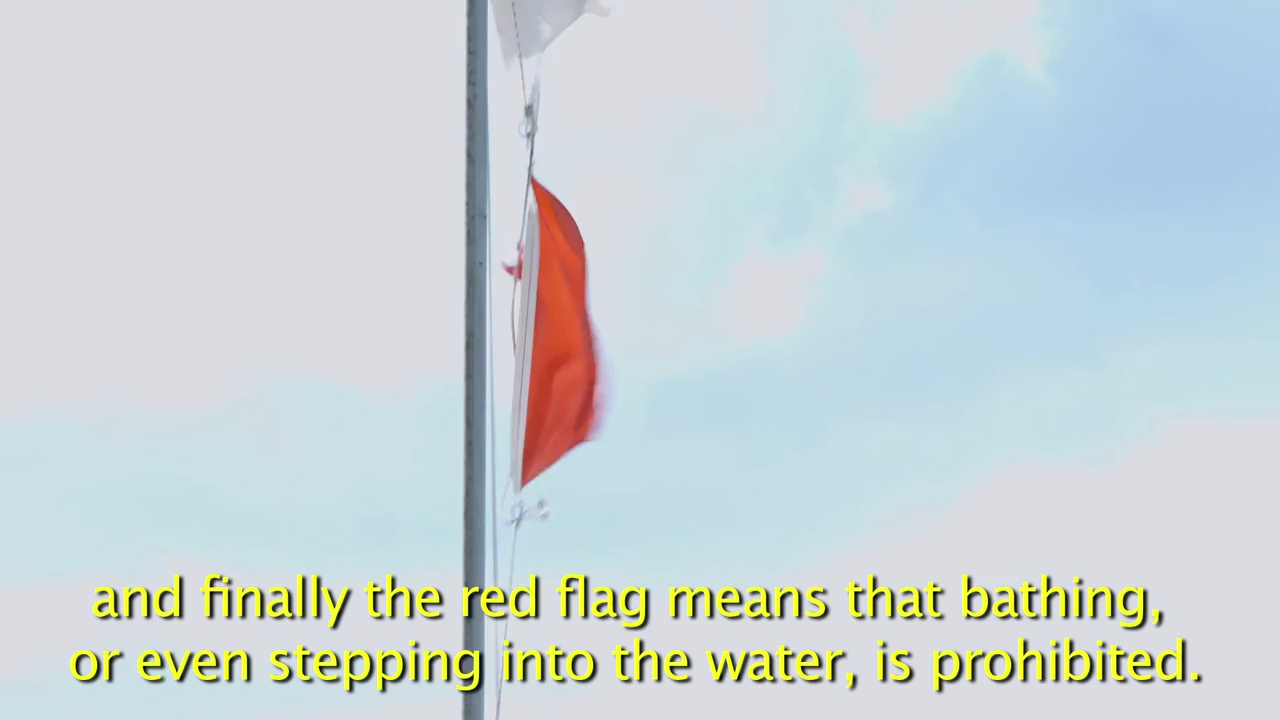 and finally the red flag means that bathing,
or even stepping into the water, is prohibited.